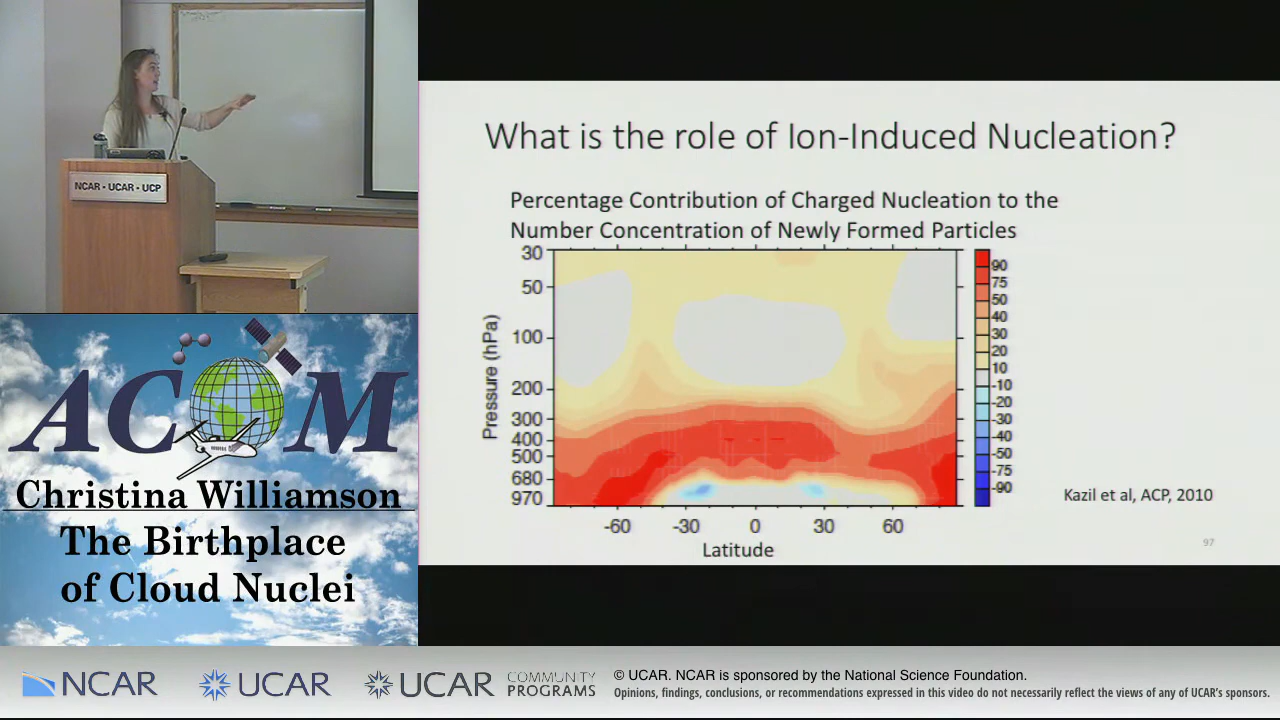 NCAR - UCAR - UCP
ACOM
Christina Williamson
The Birthplace
of Cloud Nuclei
What is the role of Ion-Induced Nucleation?
Percentage Contribution of Charged Nucleation to the
Number Concentration of Newly Formed Particles
30
50
100
200
300
400
500
680
970
Pressure (hPa)
-60 -30 0 30 60
Latitude
90
75
50
40
30
20
10
-10
-20
-30
-40
-50
-75
-90
Kazil et al, ACP, 2010
97
NCAR
UCAR
UCAR
COMMUNITY
PROGRAMS
© UCAR. NCAR is sponsored by the National Science Foundation.
Opinions, findings, conclusions, or recommendations expressed in this video do not necessarily reflect the views of any of UCAR's sponsors.